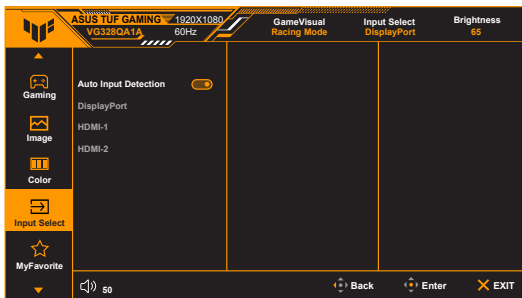 ASUS TUF GAMING 1920X1080 GameVisual Input Select Brightness
VG328QA1A 60Hz Racing Mode DisplayPort 65
Gaming
Image
Color
Input Select
MyFavorite
Auto Input Detection
DisplayPort
HDMI-1
HDMI-2
50 Back Enter EXIT